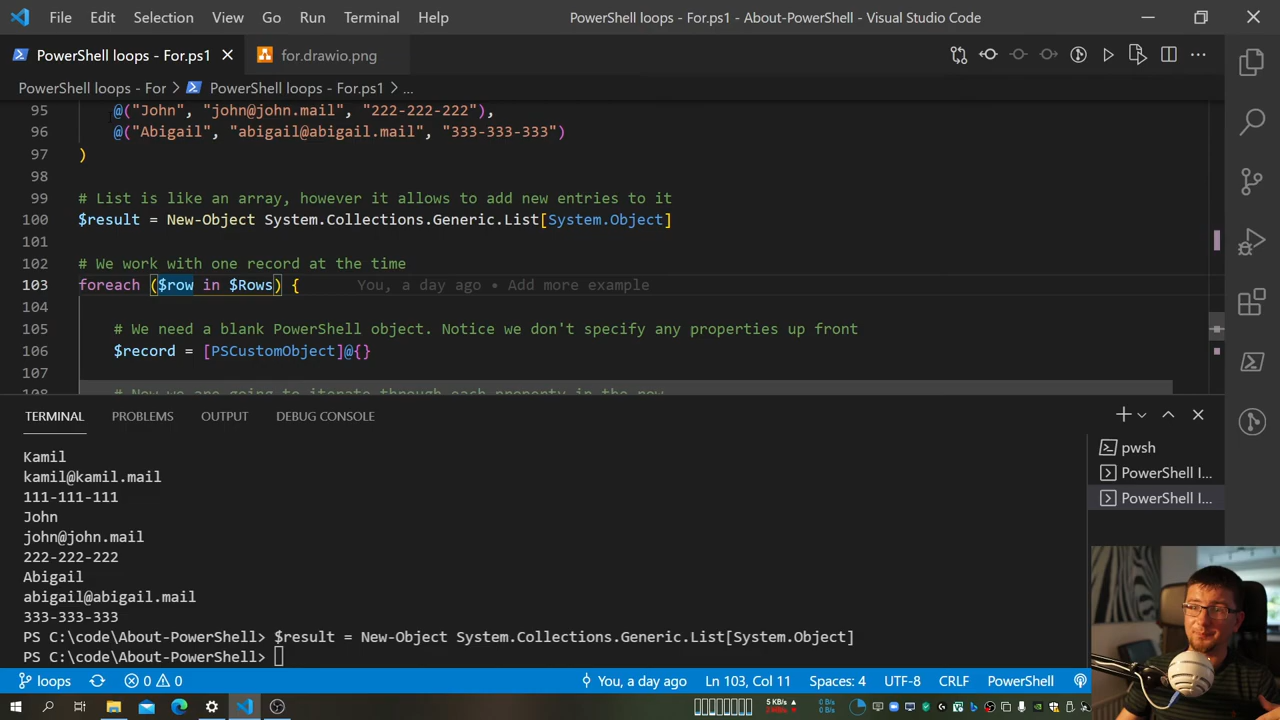 File Edit Selection View Go Run Terminal Help PowerShell loops - For.ps1 - About-PowerShell - Visual Studio Code
PowerShell loops - For.ps1 for.drawio.png
PowerShell loops - For > PowerShell loops - For.ps1 > ...
95 @("John", "john@john.mail", "222-222-222"),
96 @("Abigail", "abigail@abigail.mail", "333-333-333")
97 )
98
99 # List is like an array, however it allows to add new entries to it
100 $result = New-Object System.Collections.Generic.List[System.Object]
101
102 # We work with one record at the time
103 foreach ($row in $Rows) { You, a day ago • Add more example
104
105 # We need a blank PowerShell object. Notice we don't specify any properties up front
106 $record = [PSCustomObject]@{}
107
108 # Now we are going to iterate through each property in the row
TERMINAL PROBLEMS OUTPUT DEBUG CONSOLE
Kamil
kamil@kamil.mail
111-111-111
John
john@john.mail
222-222-222
Abigail
abigail@abigail.mail
333-333-333
PS C:\code\About-PowerShell> $result = New-Object System.Collections.Generic.List[System.Object]
PS C:\code\About-PowerShell>
pwsh
PowerShell I...
PowerShell I...
loops 0 0 You, a day ago Ln 103, Col 11 Spaces: 4 UTF-8 CRLF PowerShell